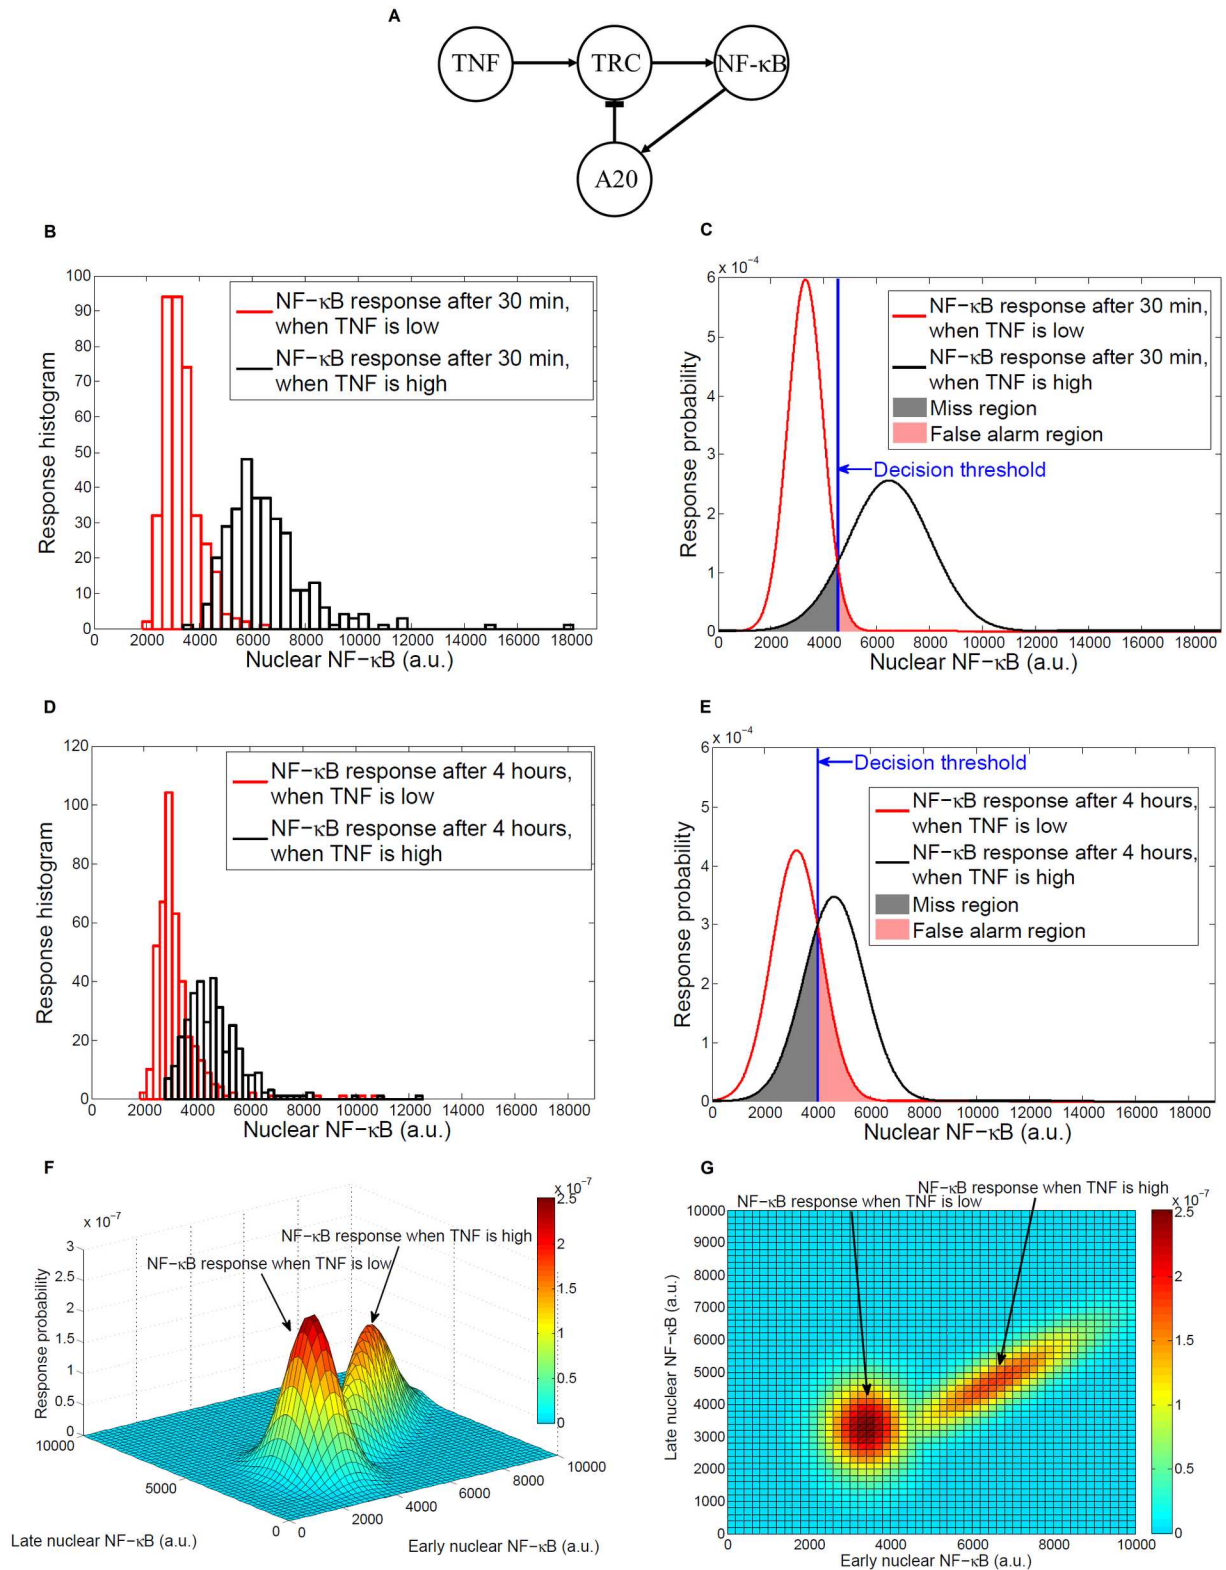 A
TNF
TRC
NF-κB
A20
B
100
90
80
70
60
50
40
30
20
10
0
0 2000 4000 6000 8000 10000 12000 14000 16000 18000
Response histogram
Nuclear NF-κB (a.u.)
NF-κB response after 30 min,
when TNF is low
NF-κB response after 30 min,
when TNF is high
C
x 10⁻⁴
6
5
4
3
2
1
0
0 2000 4000 6000 8000 10000 12000 14000 16000 18000
Response probability
Nuclear NF-κB (a.u.)
NF-κB response after 30 min,
when TNF is low
NF-κB response after 30 min,
when TNF is high
Miss region
False alarm region
Decision threshold
D
120
100
80
60
40
20
0
0 2000 4000 6000 8000 10000 12000 14000 16000 18000
Response histogram
Nuclear NF-κB (a.u.)
NF-κB response after 4 hours,
when TNF is low
NF-κB response after 4 hours,
when TNF is high
E
x 10⁻⁴
6
5
4
3
2
1
0
0 2000 4000 6000 8000 10000 12000 14000 16000 18000
Response probability
Nuclear NF-κB (a.u.)
Decision threshold
NF-κB response after 4 hours,
when TNF is low
NF-κB response after 4 hours,
when TNF is high
Miss region
False alarm region
F
x 10⁻⁷
3
2.5
2
1.5
1
0.5
0
Response probability
10000
5000
0
Late nuclear NF-κB (a.u.)
0
2000
4000
6000
8000
10000
Early nuclear NF-κB (a.u.)
NF-κB response when TNF is high
NF-κB response when TNF is low
x 10⁻⁷
2.5
2
1.5
1
0.5
0
G
NF-κB response when TNF is high
NF-κB response when TNF is low
10000
9000
8000
7000
6000
5000
4000
3000
2000
1000
0
Late nuclear NF-κB (a.u.)
0 2000 4000 6000 8000 10000
Early nuclear NF-κB (a.u.)
x 10⁻⁷
2.5
2
1.5
1
0.5
0